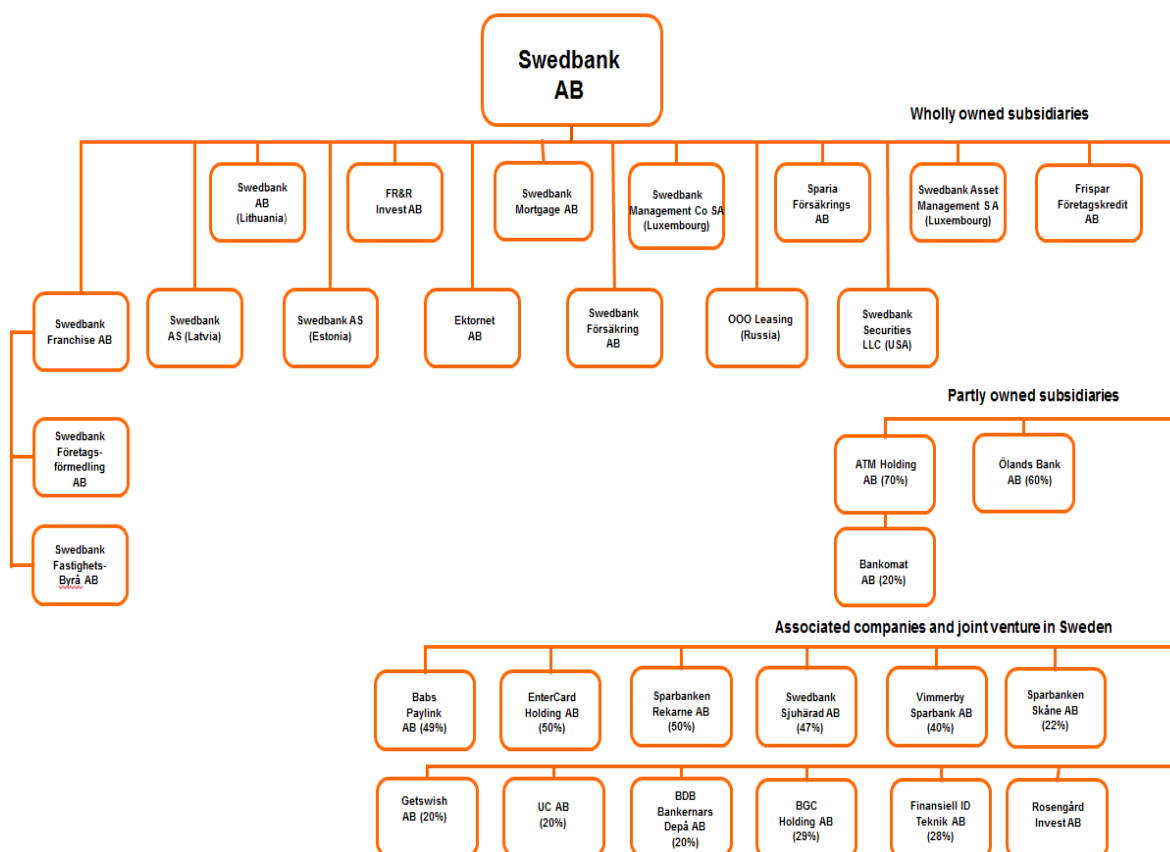 Swedbank
AB
Wholly owned subsidiaries
Swedbank
AB
(Lithuania)
FR&R
Invest AB
Swedbank
Mortgage AB
Swedbank
Management Co SA
(Luxembourg)
Sparia
Försäkrings
AB
Swedbank Asset
Management S A
(Luxembourg)
Frispar
Företagskredit
AB
Swedbank
Franchise AB
Swedbank
AS (Latvia)
Swedbank AS
(Estonia)
Ektornet
AB
Swedbank
Försäkring
AB
OOO Leasing
(Russia)
Swedbank
Securities
LLC (USA)
Partly owned subsidiaries
Swedbank
Företags-
förmedling
AB
ATM Holding
AB (70%)
Ölands Bank
AB (60%)
Swedbank
Fastighets-
Byrå AB
Bankomat
AB (20%)
Associated companies and joint venture in Sweden
Babs
Paylink
AB (49%)
EnterCard
Holding AB
(50%)
Sparbanken
Rekarne AB
(50%)
Swedbank
Sjuhärad AB
(47%)
Vimmerby
Sparbank AB
(40%)
Sparbanken
Skåne AB
(22%)
Getswish
AB (20%)
UC AB
(20%)
BDB
Bankernars
Depå AB
(20%)
BGC
Holding AB
(29%)
Finansiell ID
Teknik AB
(28%)
Rosengård
Invest AB